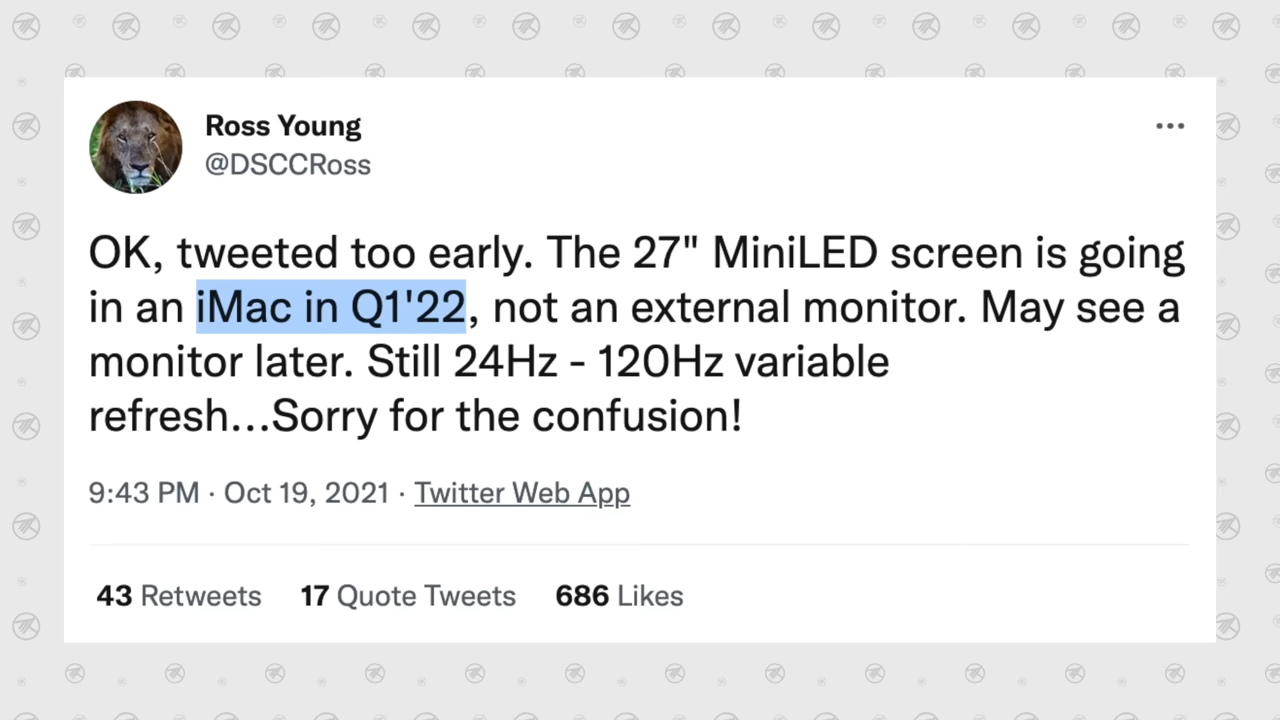 Ross Young
@DSCCRoss
OK, tweeted too early. The 27" MiniLED screen is going
in an iMac in Q1'22, not an external monitor. May see a
monitor later. Still 24Hz - 120Hz variable
refresh...Sorry for the confusion!
9:43 PM · Oct 19, 2021 · Twitter Web App
43 Retweets 17 Quote Tweets 686 Likes